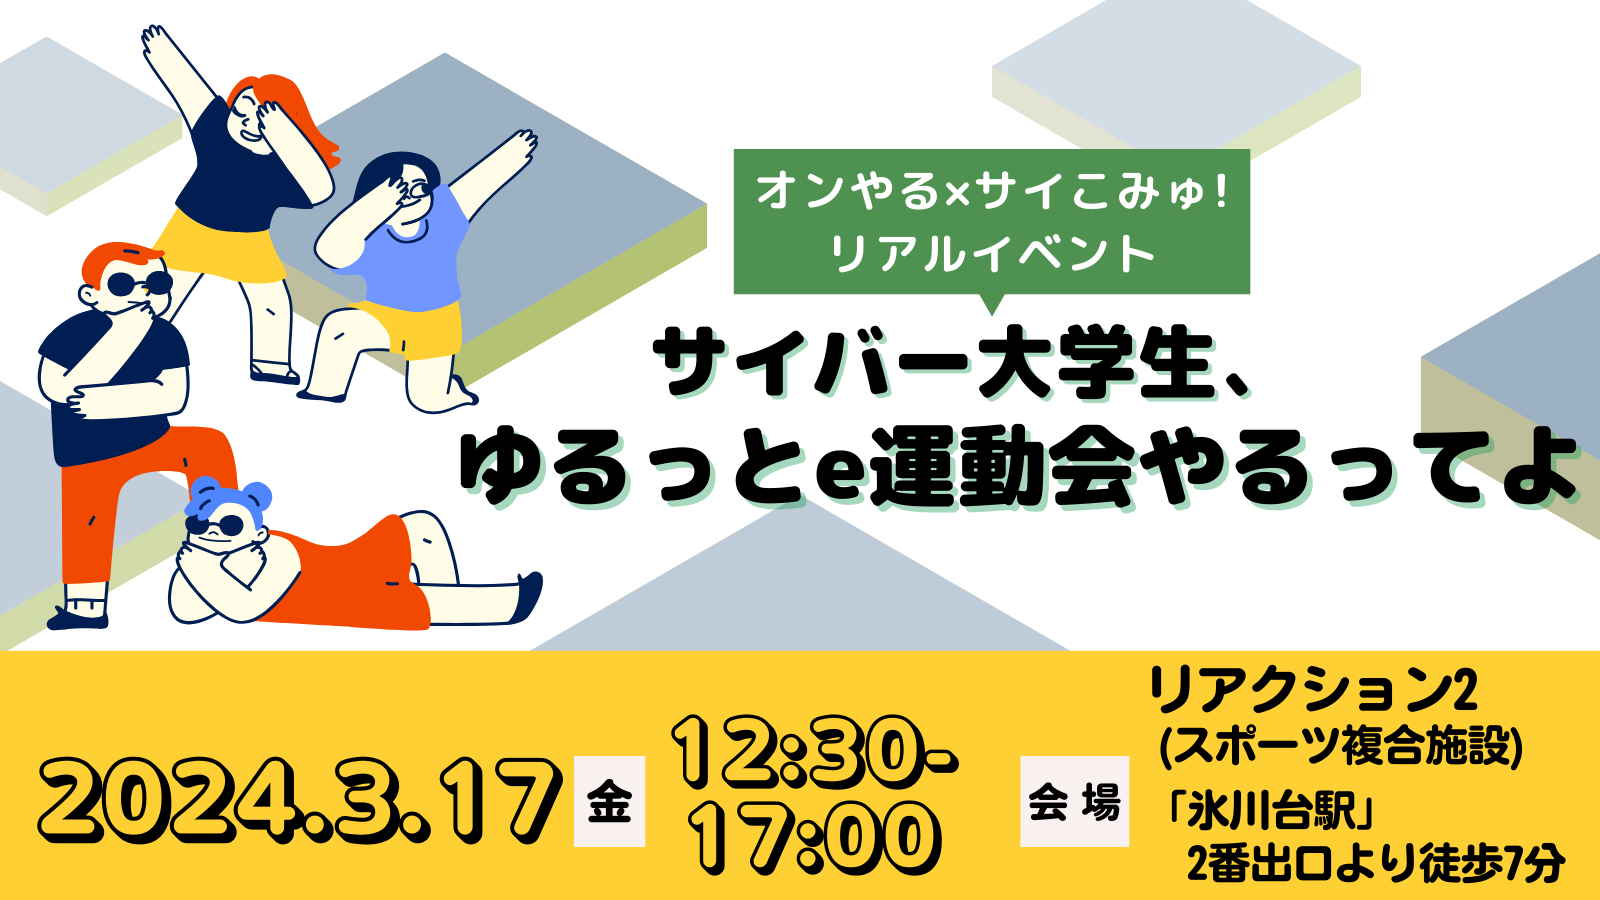 オンやる×サイこみゅ!
リアルイベント
サイバー大学生、
ゆるっとe運動会やるってよ
2024.3.17
金
12:30-
17:00
会場
リアクション2
(スポーツ複合施設)
「氷川台駅」
2番出口より徒歩7分